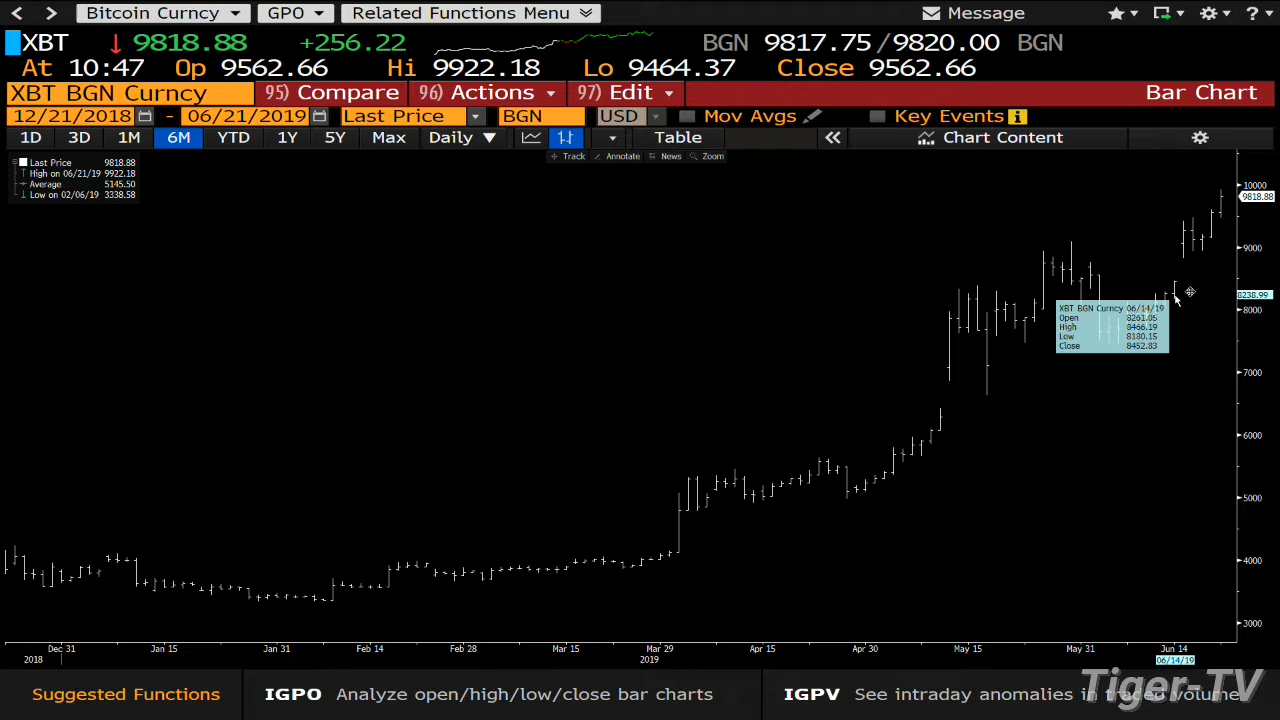 Bitcoin Curncy GPO Related Functions Menu Message
XBT 9818.88 +256.22 BGN 9817.75/9820.00 BGN
At 10:47 Op 9562.66 Hi 9922.18 Lo 9464.37 Close 9562.66
XBT BGN Curncy 95) Compare 96) Actions 97) Edit Bar Chart
12/21/2018 - 06/21/2019 Last Price BGN USD Mov Avgs Key Events i
1D 3D 1M 6M YTD 1Y 5Y Max Daily Table Chart Content
Track Annotate News Zoom
Last Price 9818.88
High on 06/21/19 9922.18
Average 5145.50
Low on 02/06/19 3338.58
10000
9818.88
9000
8238.99
8000
XBT BGN Curncy 06/14/19
Open 8261.05
High 8466.19
Low 8180.15
Close 8452.83
7000
6000
5000
4000
3000
Dec 31 Jan 15 Jan 31 Feb 14 Feb 28 Mar 15 Mar 29 Apr 15 Apr 30 May 15 May 31 Jun 14
2018 2019 06/14/19
Suggested Functions IGPO Analyze open/high/low/close bar charts IGPV See intraday anomalies in traded volume
Tiger-TV